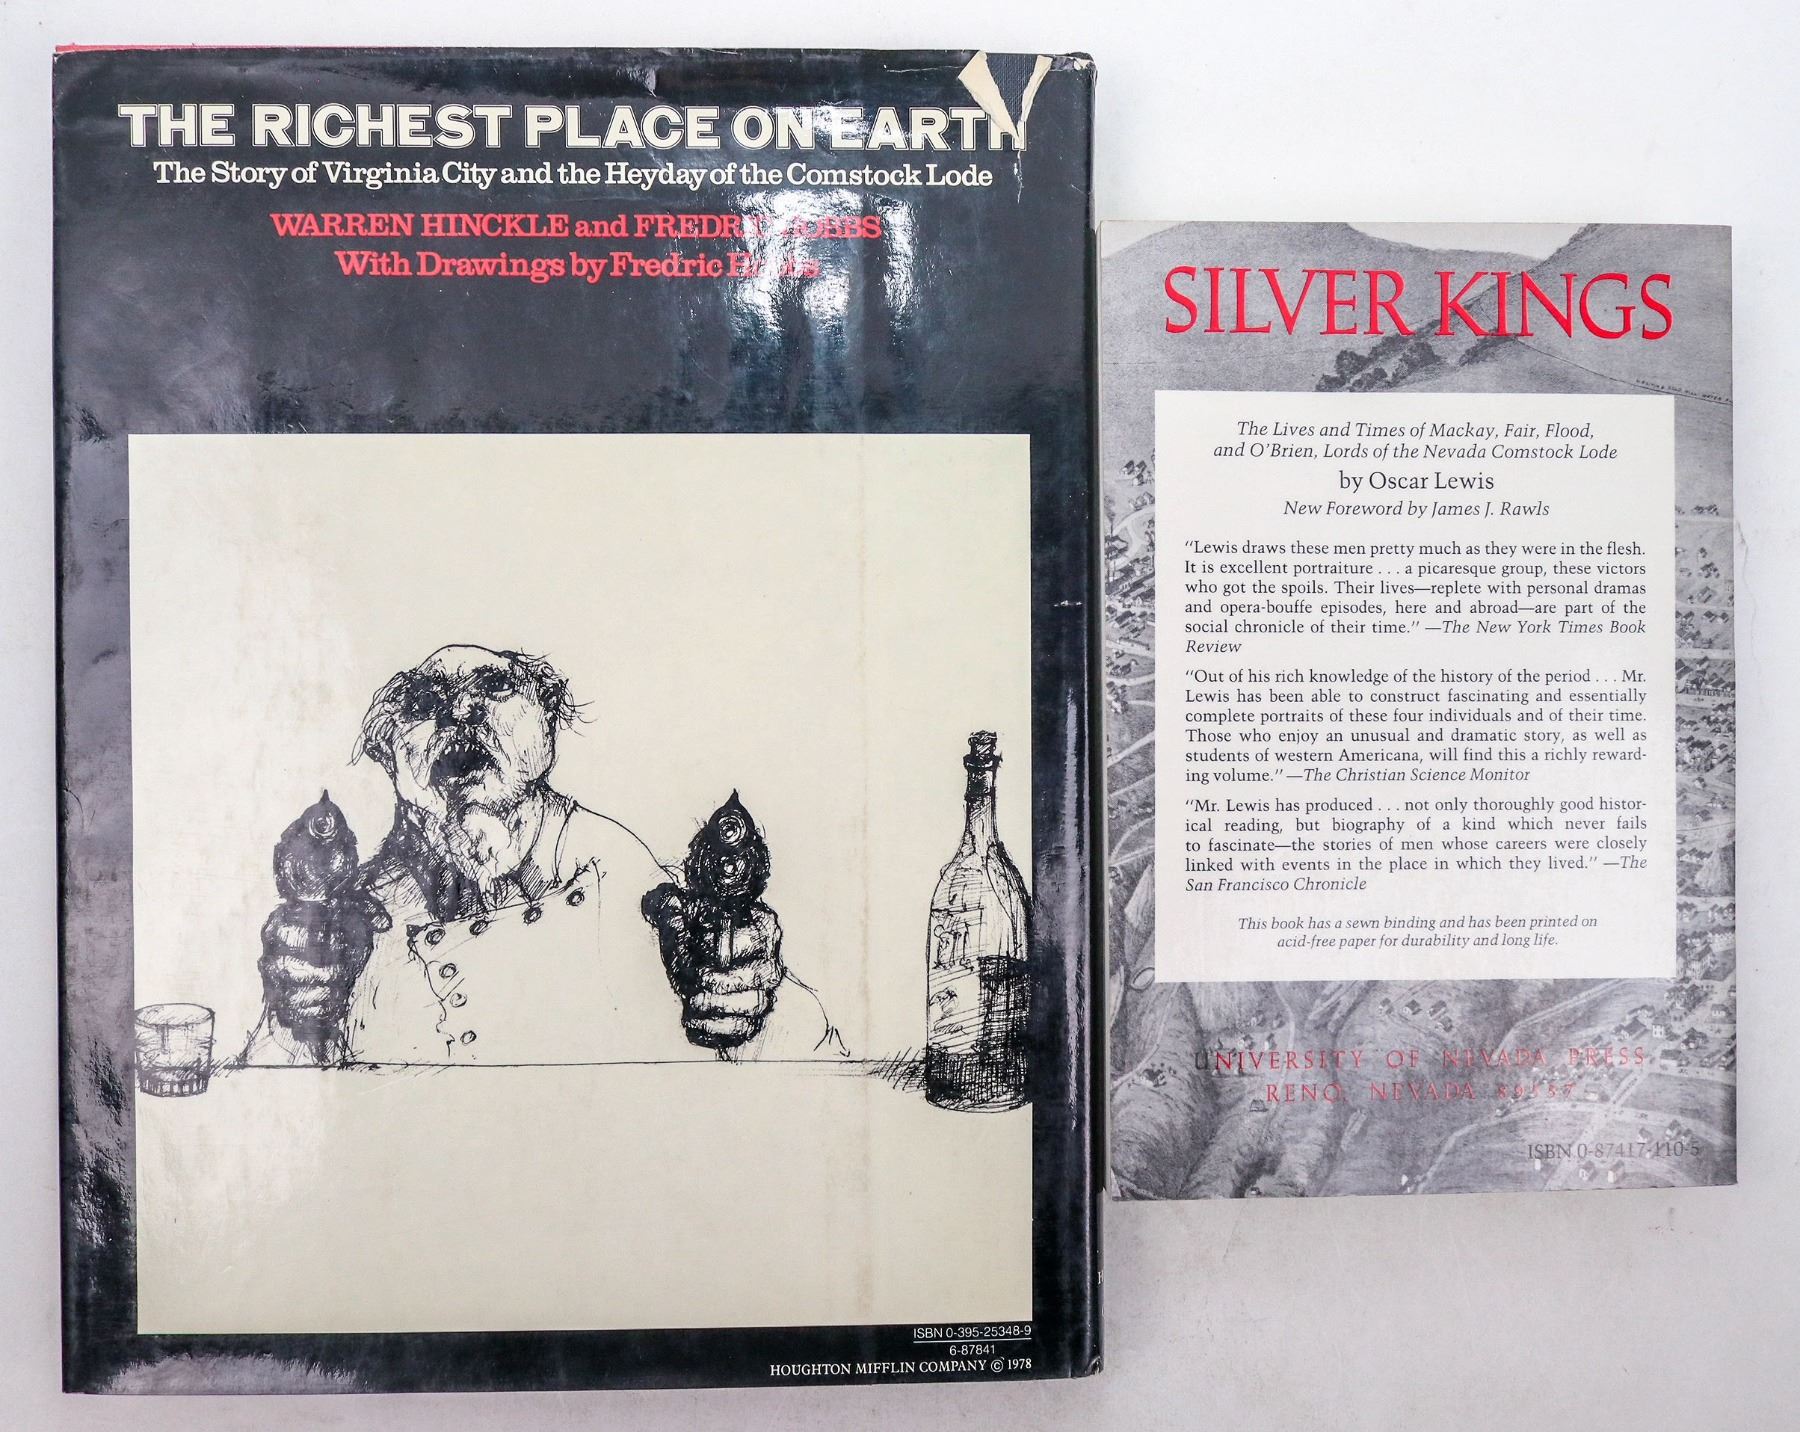 THE RICHEST PLACE ON EARTH
The Story of Virginia City and the Heyday of the Comstock Lode
WARREN HINCKLE and FREDRIC HOBBS
With Drawings by Fredric Hobbs
ISBN 0-395-25348-9
6-87841
HOUGHTON MIFFLIN COMPANY © 1978
SILVER KINGS
The Lives and Times of Mackay, Fair, Flood,
and O'Brien, Lords of the Nevada Comstock Lode
by Oscar Lewis
New Foreword by James J. Rawls
"Lewis draws these men pretty much as they were in the flesh.
It is excellent portraiture . . . a picaresque group, these victors
who got the spoils. Their lives—replete with personal dramas
and opera-bouffe episodes, here and abroad—are part of the
social chronicle of their time." —The New York Times Book
Review
"Out of his rich knowledge of the history of the period . . . Mr.
Lewis has been able to construct fascinating and essentially
complete portraits of these four individuals and of their time.
Those who enjoy an unusual and dramatic story, as well as
students of western Americana, will find this a richly reward-
ing volume." —The Christian Science Monitor
"Mr. Lewis has produced . . . not only thoroughly good histor-
ical reading, but biography of a kind which never fails
to fascinate—the stories of men whose careers were closely
linked with events in the place in which they lived." —The
San Francisco Chronicle
This book has a sewn binding and has been printed on
acid-free paper for durability and long life.
UNIVERSITY OF NEVADA PRESS
RENO, NEVADA 89557
ISBN 0-87417-110-5